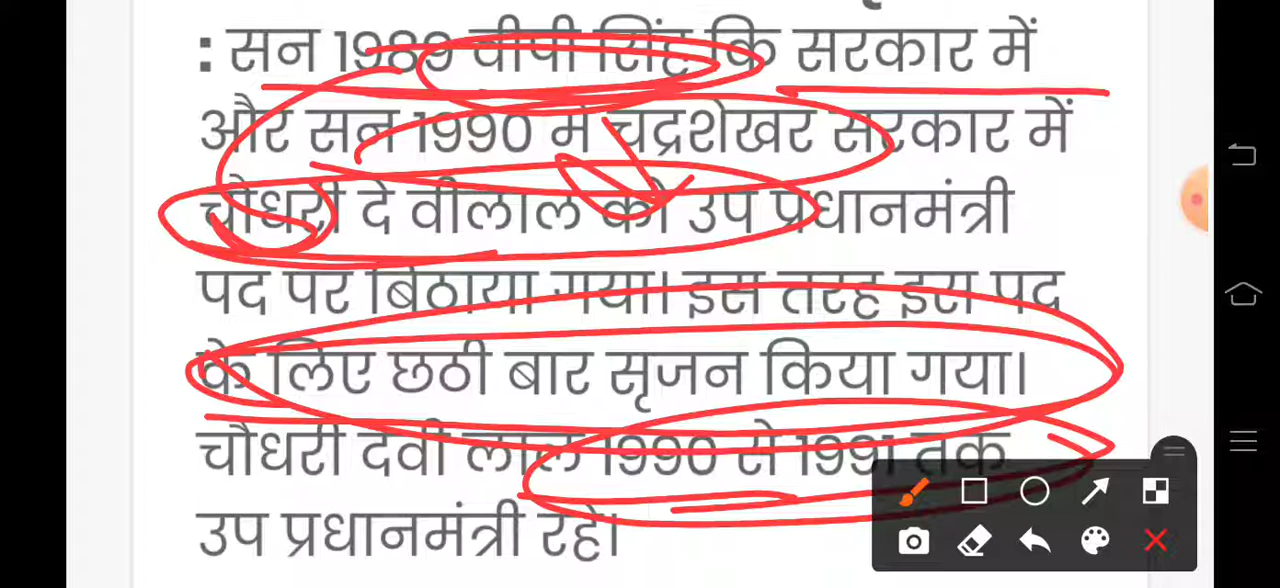 : सन 1989 वीपी सिंह कि सरकार में
और सन 1990 में चद्रशेखर सरकार में
चौधरी दे वीलाल को उप प्रधानमंत्री
पद पर बिठाया गया। इस तरह इस पद
के लिए छठी बार सृजन किया गया।
चौधरी देवी लाल 1990 से 1991 तक
उप प्रधानमंत्री रहे।